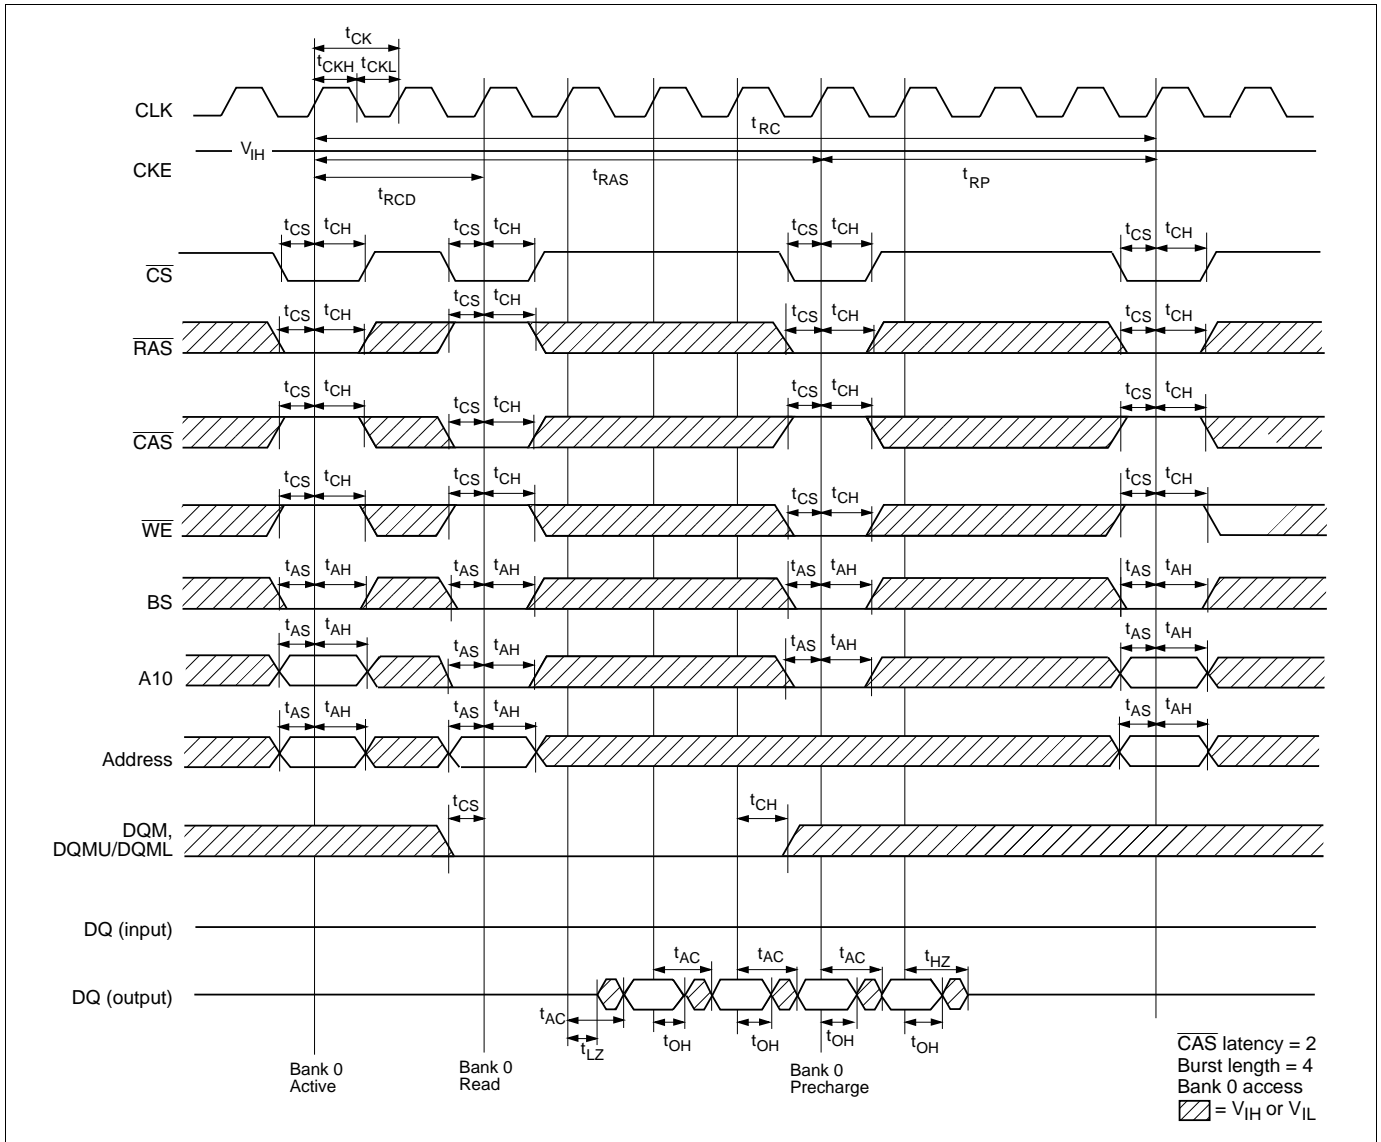 tCK
tCKH tCKL
CLK
tRC
VIH
CKE
tRAS tRP
tRCD
tCS tCH tCS tCH tCS tCH tCS tCH
CS
tCS tCH tCS tCH tCS tCH tCS tCH
RAS
tCS tCH tCS tCH tCS tCH tCS tCH
CAS
tCS tCH tCS tCH tCS tCH tCS tCH
WE
tAS tAH tAS tAH tAS tAH tAS tAH
BS
tAS tAH tAS tAH tAS tAH tAS tAH
A10
tAS tAH tAS tAH tAS tAH
Address
tCS tCH
DQM,
DQMU/DQML
DQ (input)
tAC tAC tAC tHZ
DQ (output)
tAC
tLZ tOH tOH tOH tOH
Bank 0
Active
Bank 0
Read
Bank 0
Precharge
CAS latency = 2
Burst length = 4
Bank 0 access
= VIH or VIL